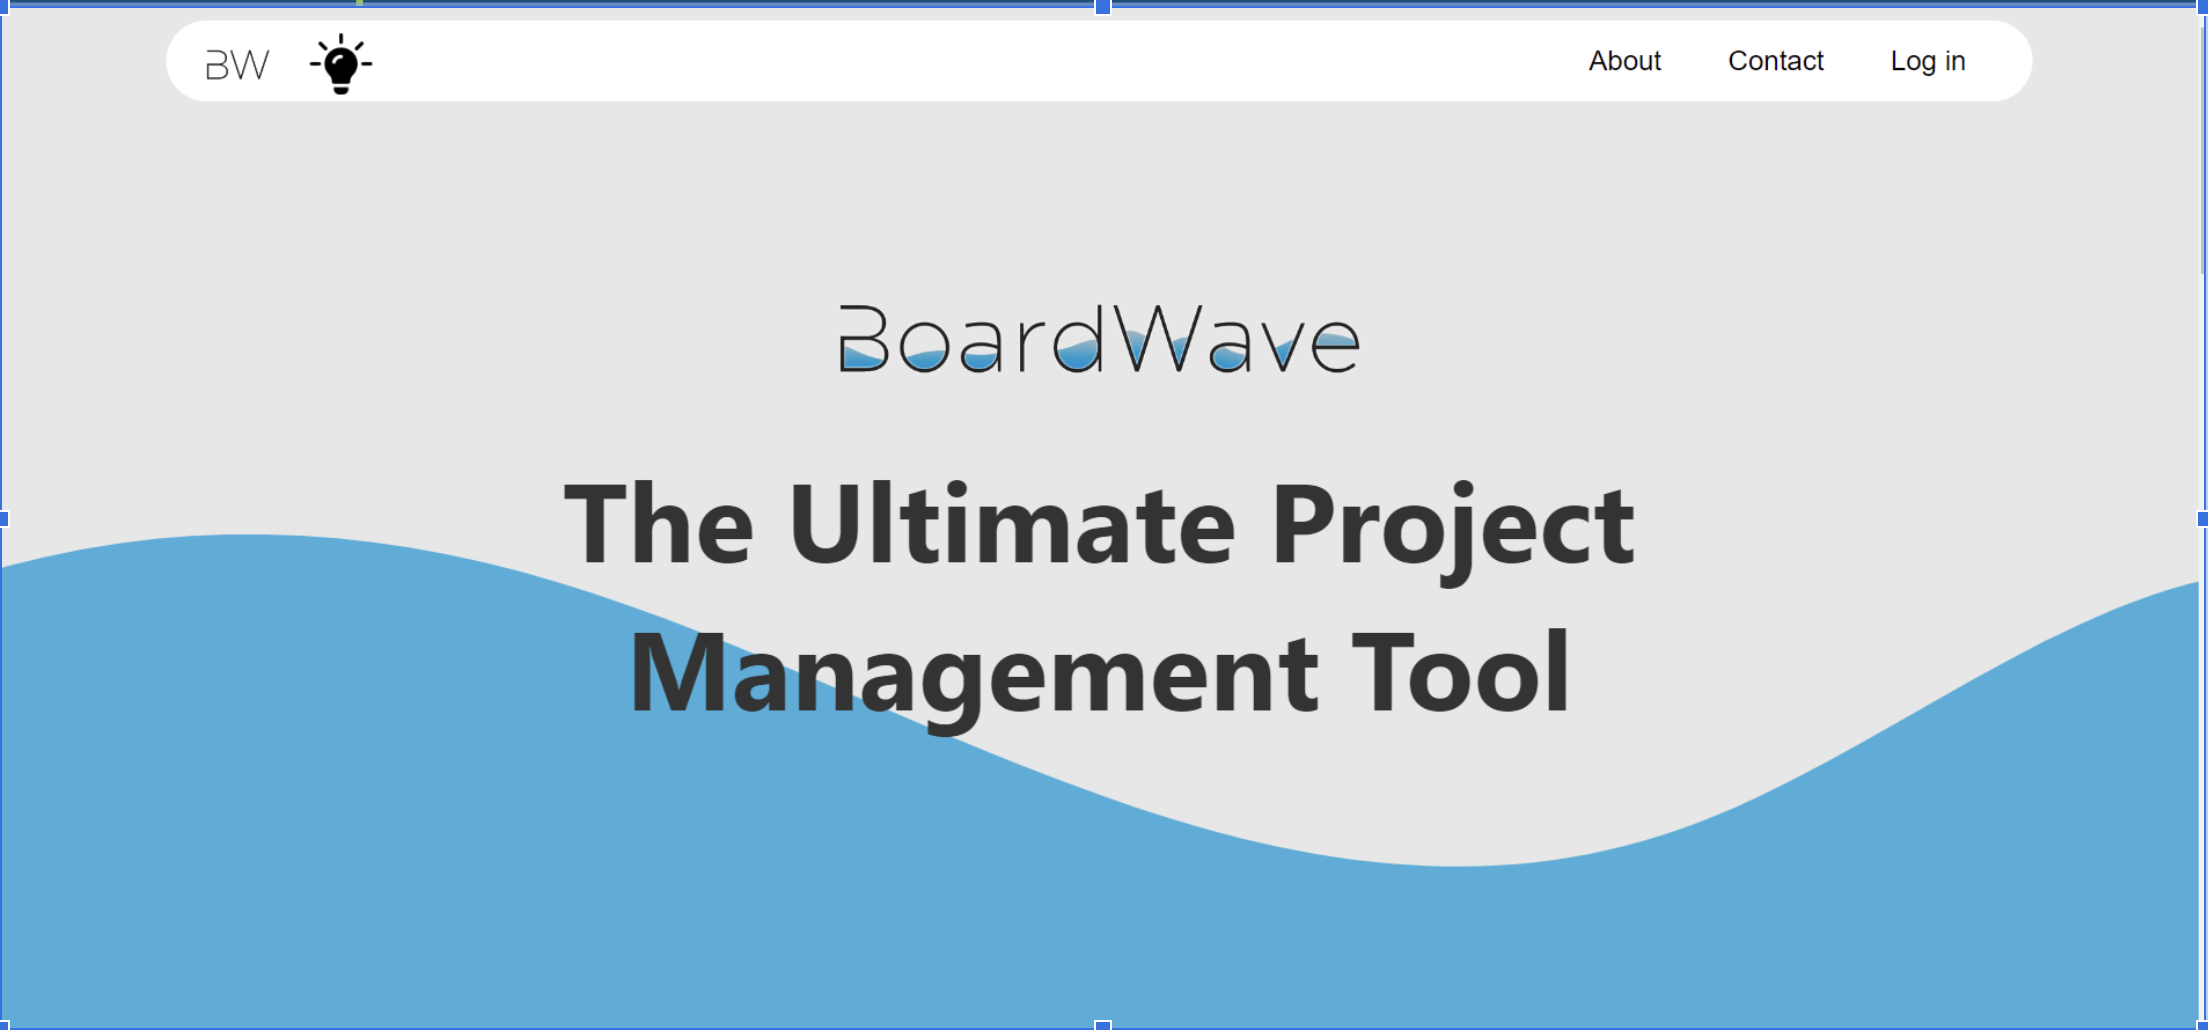 BW
About Contact Log in
BoardWave
The Ultimate Project
Management Tool